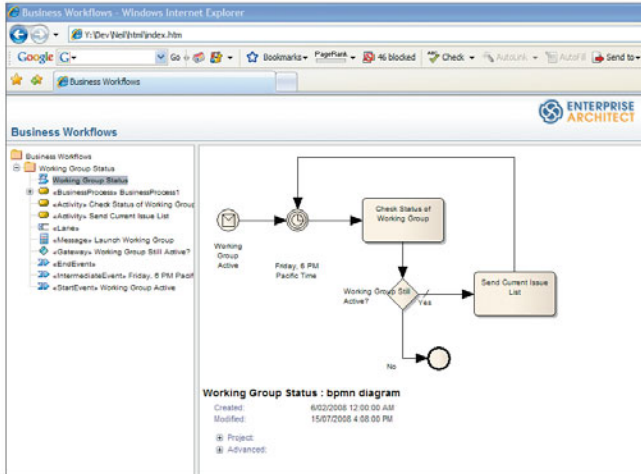 Business Workflows - Windows Internet Explorer
Y:\Dev\Neil\html\index.htm
Google G
Go
Bookmarks
PageRank
46 blocked
Check
AutoLink
AutoFill
Send to
Business Workflows
ENTERPRISE
ARCHITECT
Business Workflows
Business Workflows
Working Group Status
Working Group Status
«BusinessProcess» BusinessProcess1
«Activity» Check Status of Working Group
«Activity» Send Current Issue List
«Lane»
«Message» Launch Working Group
«Gateway» Working Group Still Active?
«EndEvent»
«IntermediateEvent» Friday, 6 PM Pacif
«StartEvent» Working Group Active
Check Status of
Working Group
Working
Group
Active
Friday, 6 PM
Pacific Time
Working Group Still
Active?
Yes
Send Current Issue
List
No
Working Group Status : bpmn diagram
Created: 6/02/2008 12:00:00 AM
Modified: 15/07/2008 4:08:00 PM
Project:
Advanced: